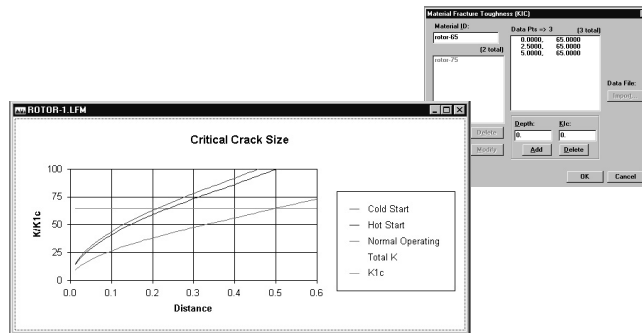 Material Fracture Toughness (KIC)
Material ID:
rotor-65
(2 total)
rotor-75
Data Pts => 3 (3 total)
0.0000, 65.0000
2.5000, 65.0000
5.0000, 65.0000
Data File:
Import...
Delete
Modify
Depth: KIc:
0. 0.
Add Delete
OK Cancel
ROTOR-1.LFM
Critical Crack Size
100
75
50
25
0
K/K1c
0.0 0.1 0.2 0.3 0.4 0.5 0.6
Distance
Cold Start
Hot Start
Normal Operating
Total K
K1c